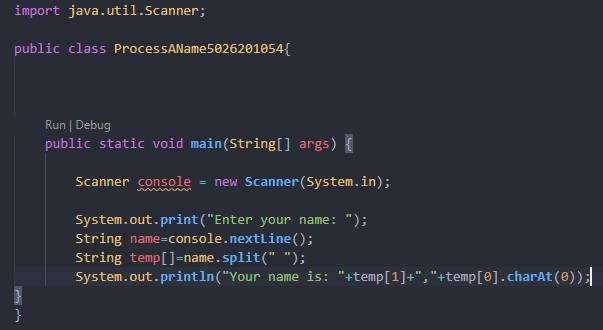 import java.util.Scanner;
public class ProcessAName5026201054{
Run | Debug
public static void main(String[] args) {
Scanner console = new Scanner(System.in);
System.out.print("Enter your name: ");
String name=console.nextLine();
String temp[]=name.split(" ");
System.out.println("Your name is: "+temp[1]+","+temp[0].charAt(0));
}
}